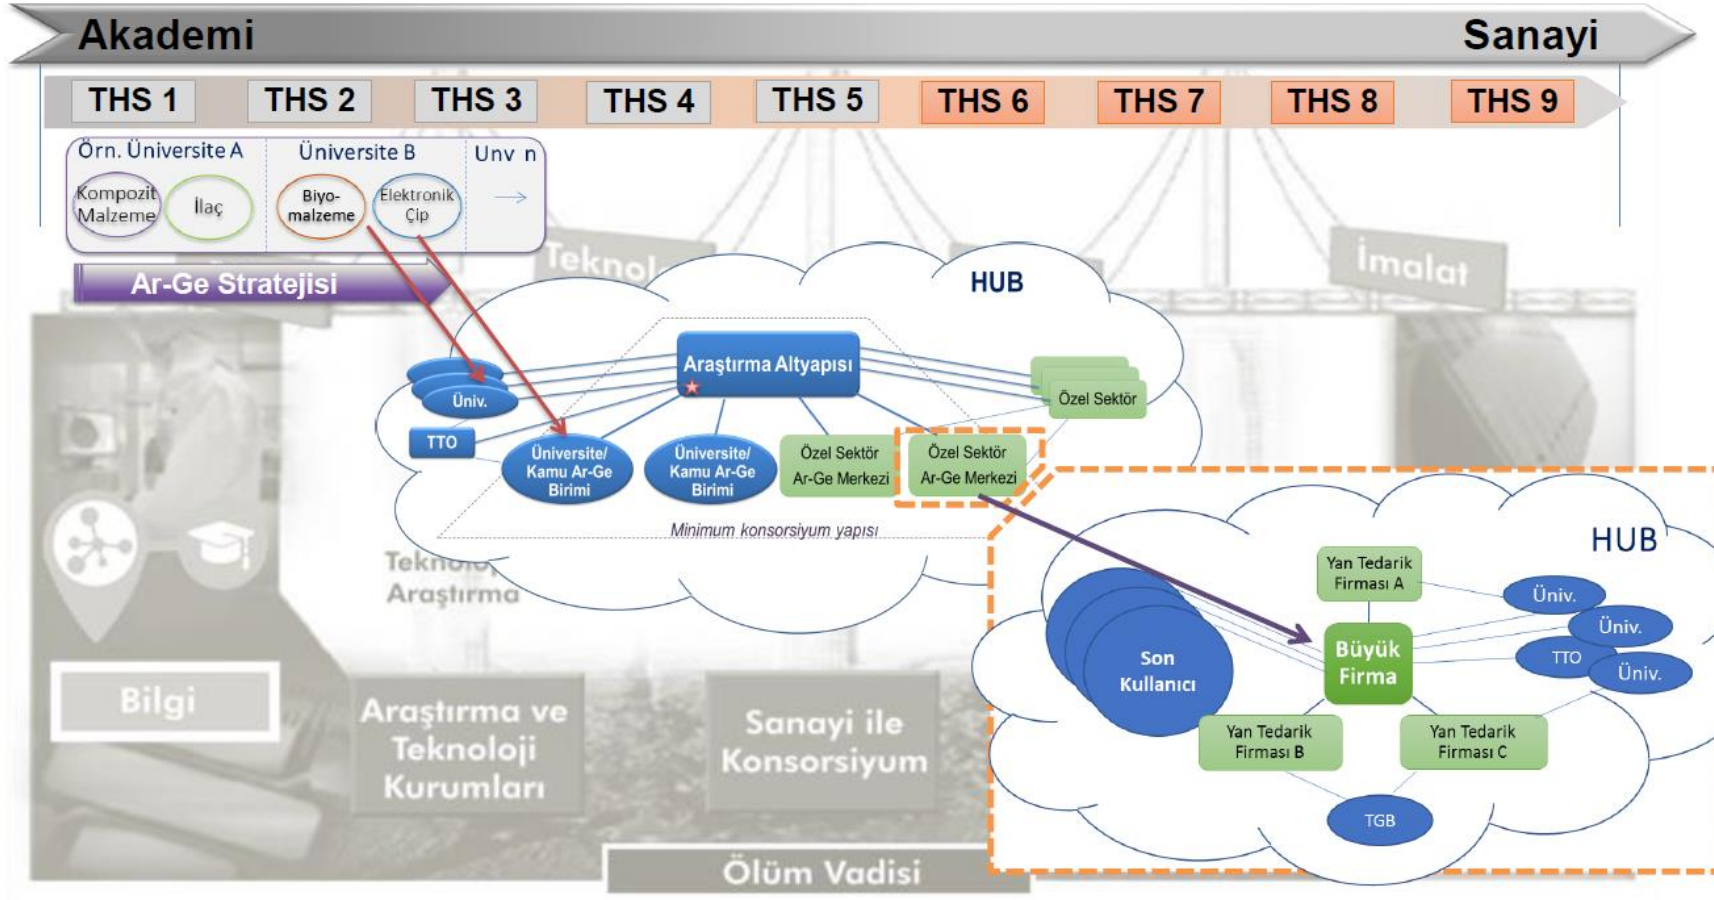 Akademi
Sanayi
THS 1
THS 2
THS 3
THS 4
THS 5
THS 6
THS 7
THS 8
THS 9
Örn. Üniversite A
Üniversite B
Unv n
Kompozit
Malzeme
İlaç
Biyo-
malzeme
Elektronik
Çip
Ar-Ge Stratejisi
Teknol
İmalat
HUB
Araştırma Altyapısı
Üniv.
TTO
Özel Sektör
Üniversite/
Kamu Ar-Ge
Birimi
Üniversite/
Kamu Ar-Ge
Birimi
Özel Sektör
Ar-Ge Merkezi
Özel Sektör
Ar-Ge Merkezi
Minimum konsorsiyum yapısı
Teknoloji
Araştırma
HUB
Yan Tedarik
Firması A
Üniv.
Üniv.
TTO
Üniv.
Büyük
Firma
Son
Kullanıcı
Yan Tedarik
Firması B
Yan Tedarik
Firması C
TGB
Bilgi
Araştırma ve
Teknoloji
Kurumları
Sanayi ile
Konsorsiyum
Ölüm Vadisi